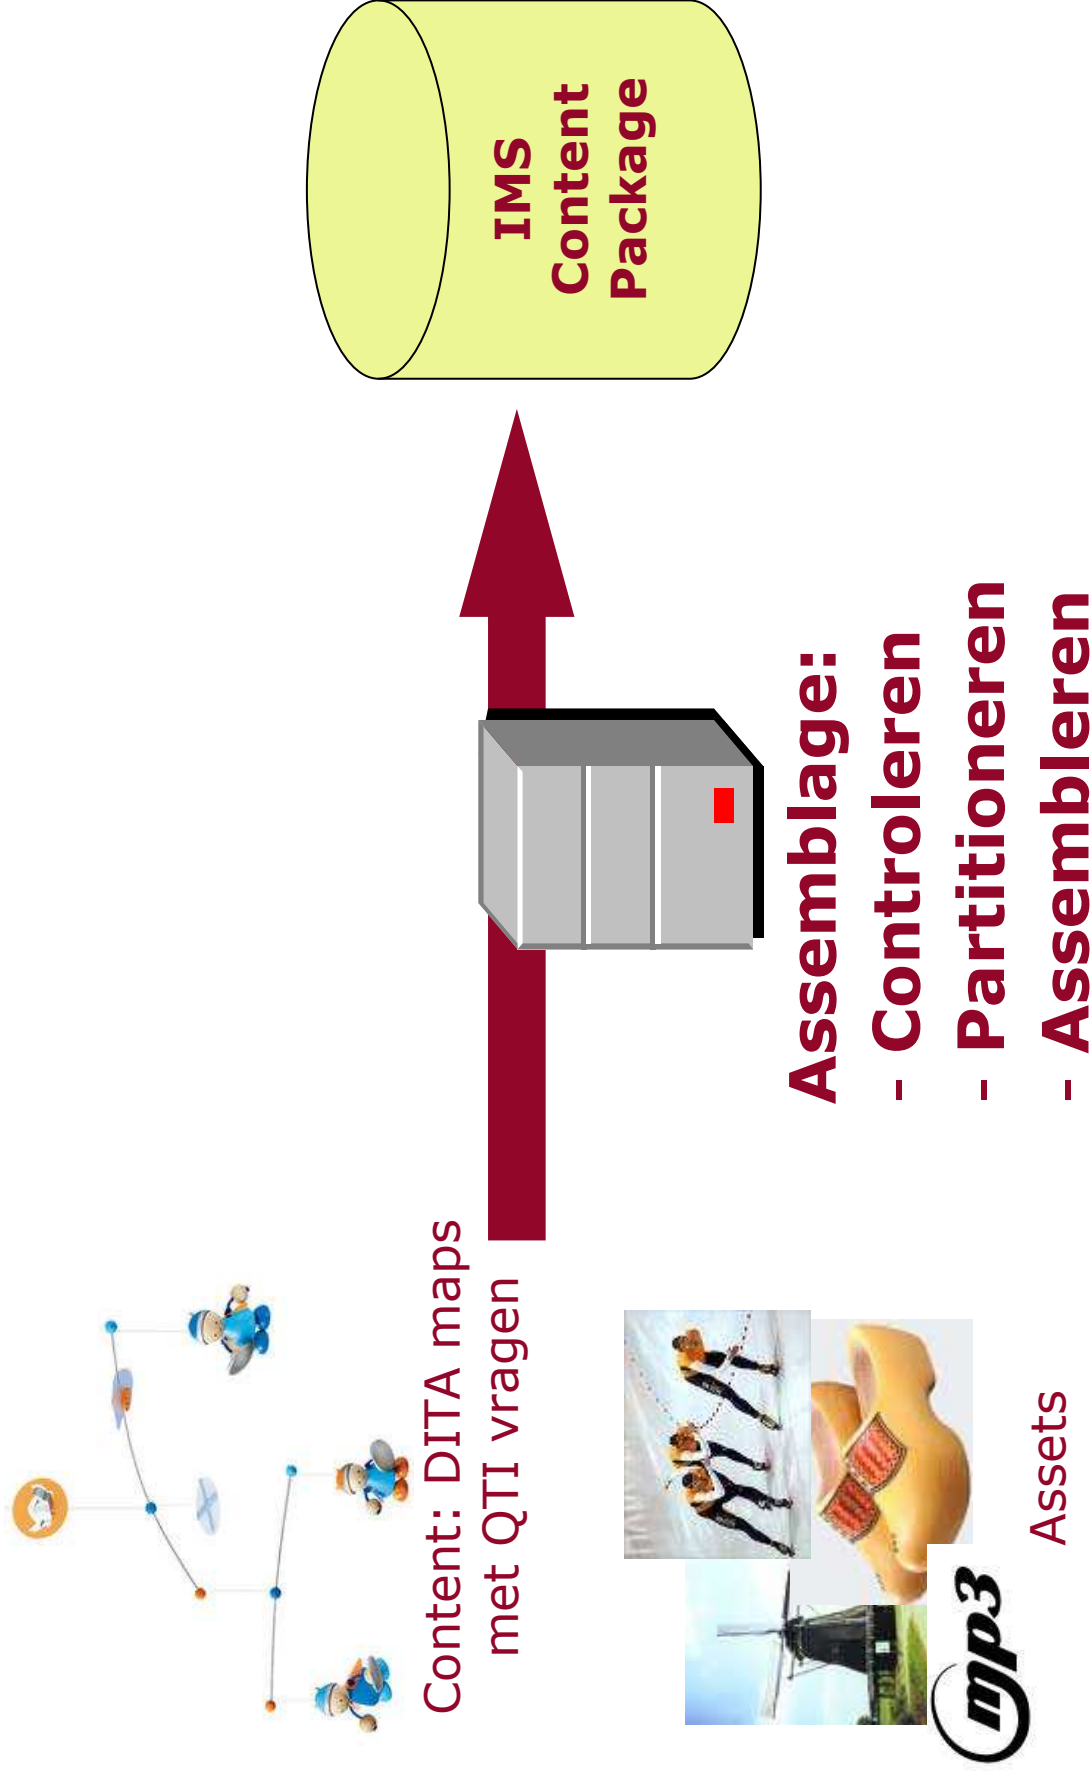 Content: DITA maps
met QTI vragen
Assets
mp3
Assemblage:
- Controleren
- Partitioneren
- Assembleren
IMS
Content
Package